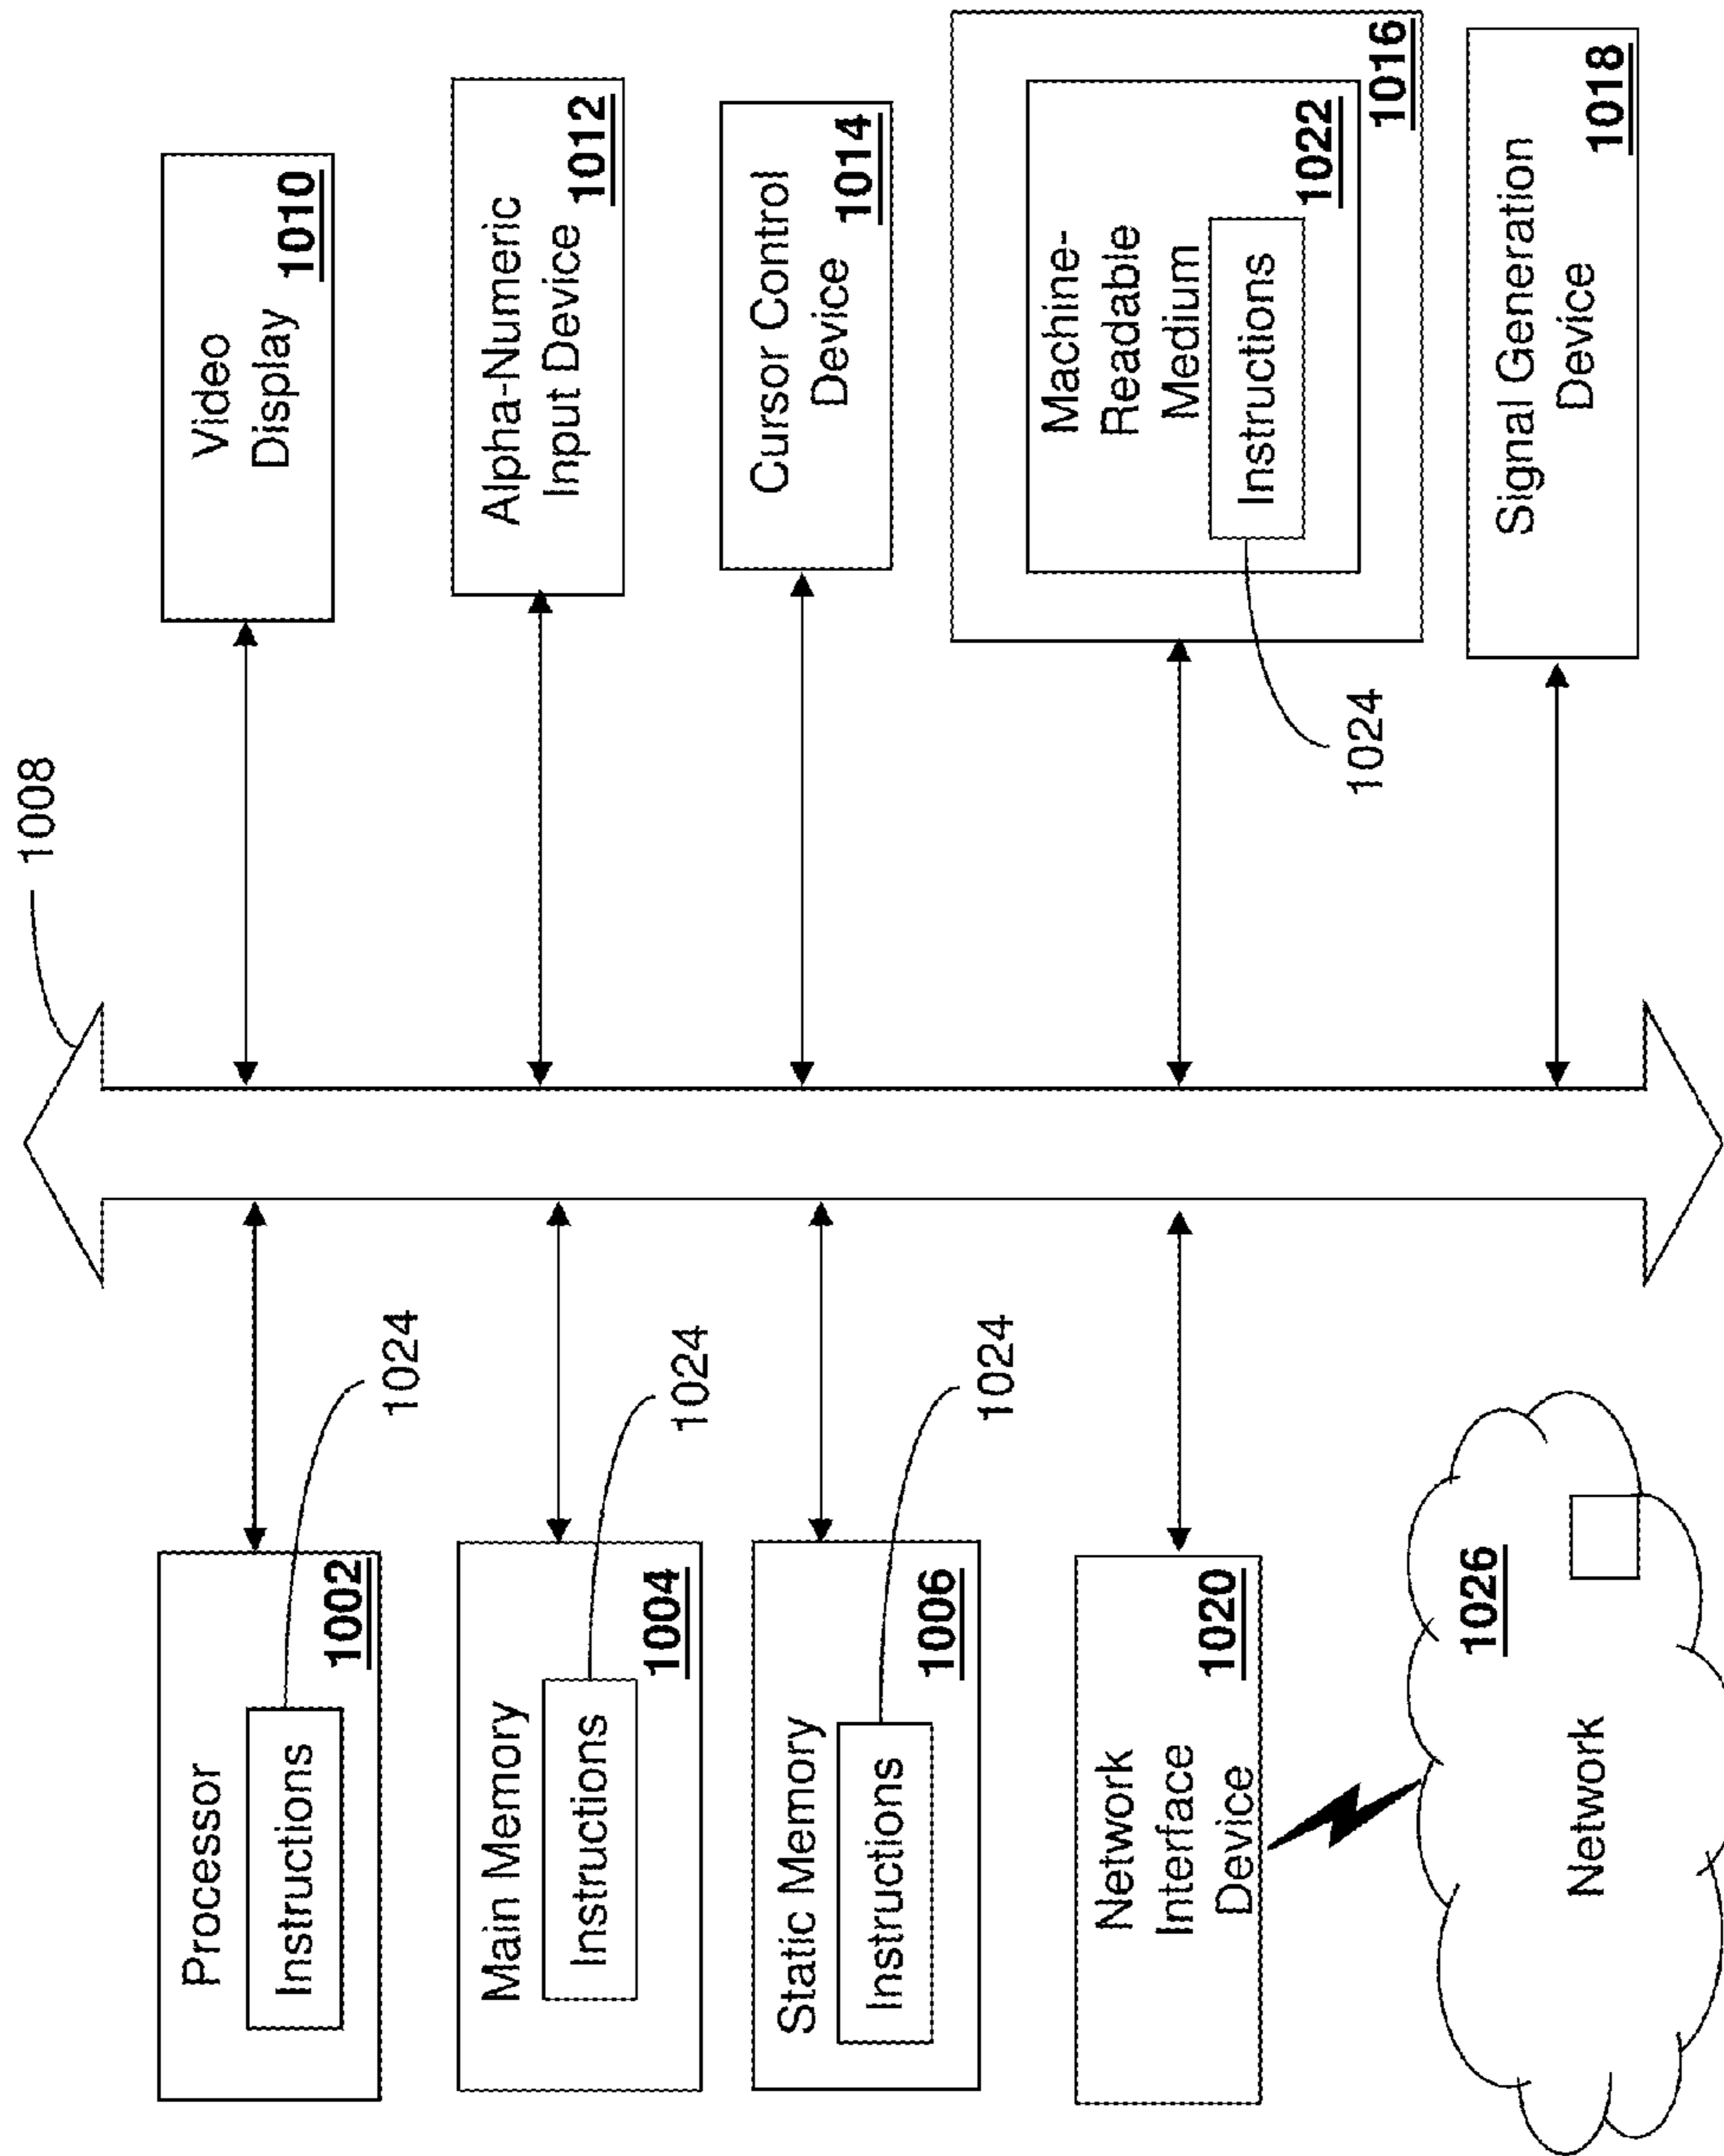 1008
Processor
Instructions
1002
1024
Main Memory
Instructions
1004
1024
Static Memory
Instructions
1006
1024
Network
Interface
Device
1020
1026
Network
Video
Display
1010
Alpha-Numeric
Input Device
1012
Cursor Control
Device
1014
Machine-
Readable
Medium
1022
Instructions
1016
1024
Signal Generation
Device
1018